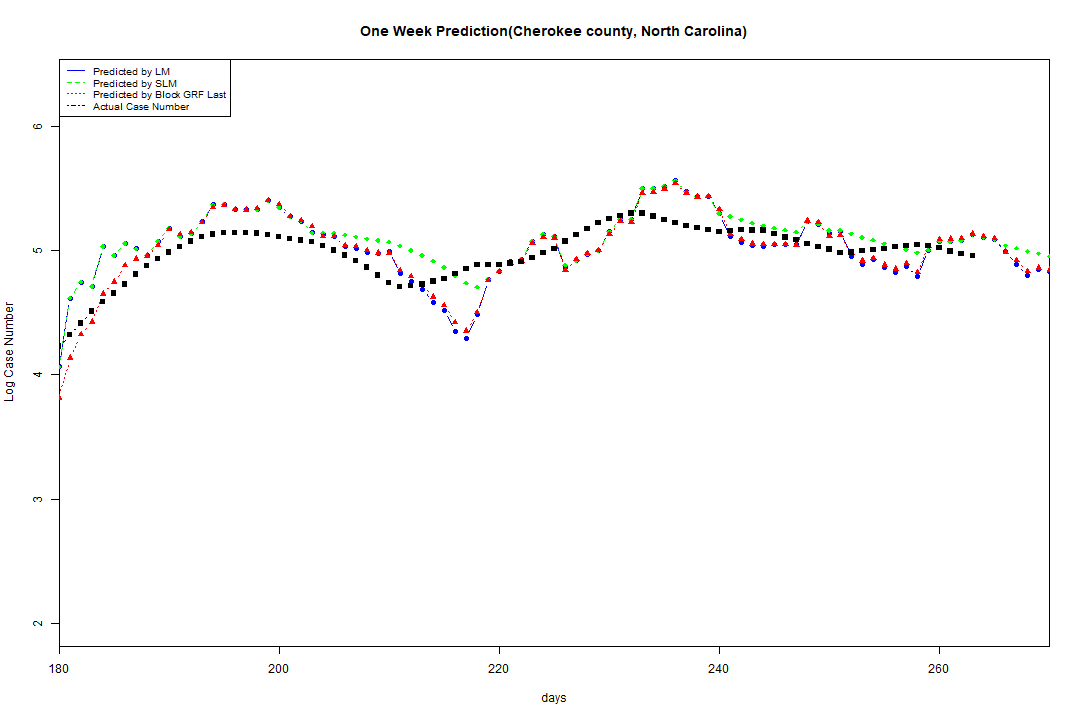 One Week Prediction(Cherokee county, North Carolina)
Predicted by LM
Predicted by SLM
Predicted by Block GRF Last
Actual Case Number
6
5
4
3
2
Log Case Number
180 200 220 240 260
days